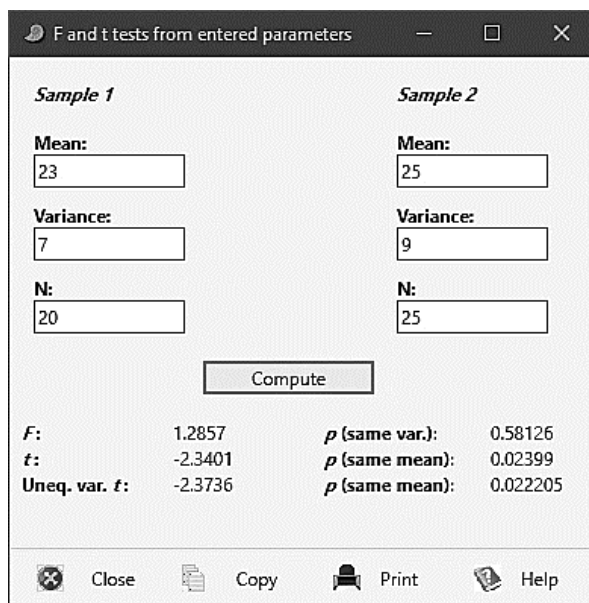 F and t tests from entered parameters
Sample 1 Sample 2
Mean: Mean:
23 25
Variance: Variance:
7 9
N: N:
20 25
Compute
F: 1.2857 p (same var.): 0.58126
t: -2.3401 p (same mean): 0.02399
Uneq. var. t: -2.3736 p (same mean): 0.022205
Close Copy Print Help